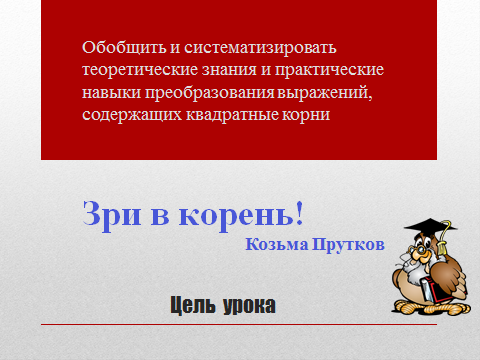 Обобщить и систематизировать
теоретические знания и практические
навыки преобразования выражений,
содержащих квадратные корни
Зри в корень!
Козьма Прутков
Цель урока